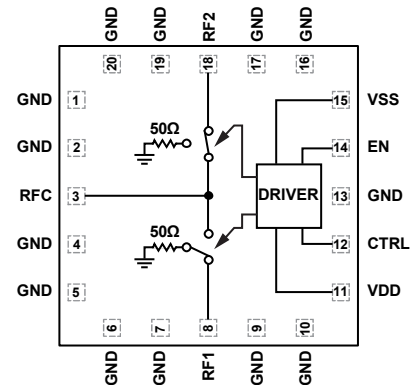 GND GND RF2 GND GND
20 19 18 17 16
GND 1
GND 2
RFC 3
GND 4
GND 5
50Ω
50Ω
DRIVER
15 VSS
14 EN
13 GND
12 CTRL
11 VDD
6 7 8 9 10
GND GND RF1 GND GND